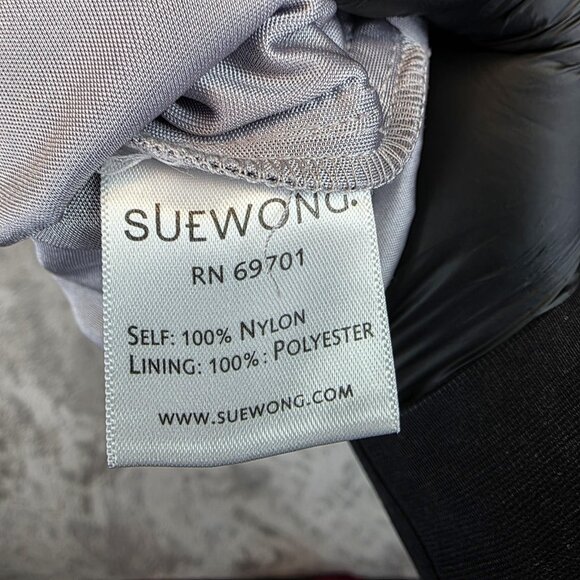 SUEWONG.
RN 69701
SELF: 100% NYLON
LINING: 100%: POLYESTER
WWW.SUEWONG.COM